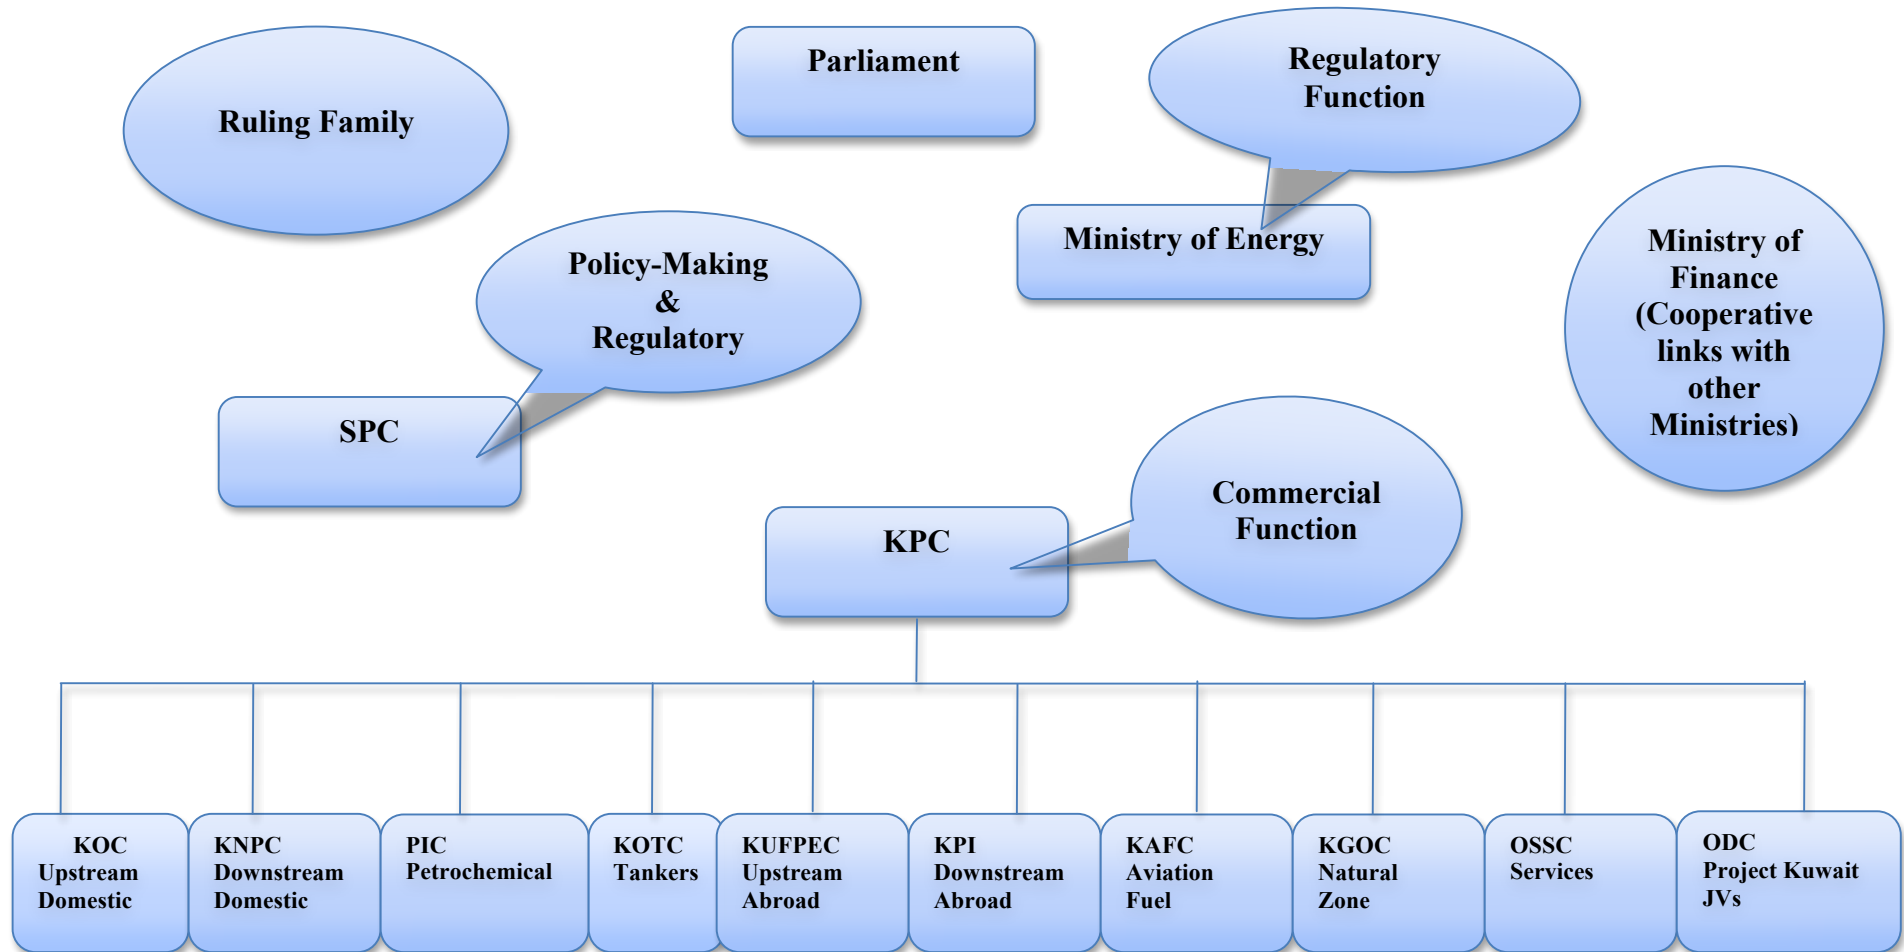 Ruling Family
Parliament
Regulatory
Function
Policy-Making
&
Regulatory
Ministry of Energy
Ministry of
Finance
(Cooperative
links with
other
Ministries)
SPC
KPC
Commercial
Function
KOC
Upstream
Domestic
KNPC
Downstream
Domestic
PIC
Petrochemical
KOTC
Tankers
KUFPEC
Upstream
Abroad
KPI
Downstream
Abroad
KAFC
Aviation
Fuel
KGOC
Natural
Zone
OSSC
Services
ODC
Project Kuwait
JVs